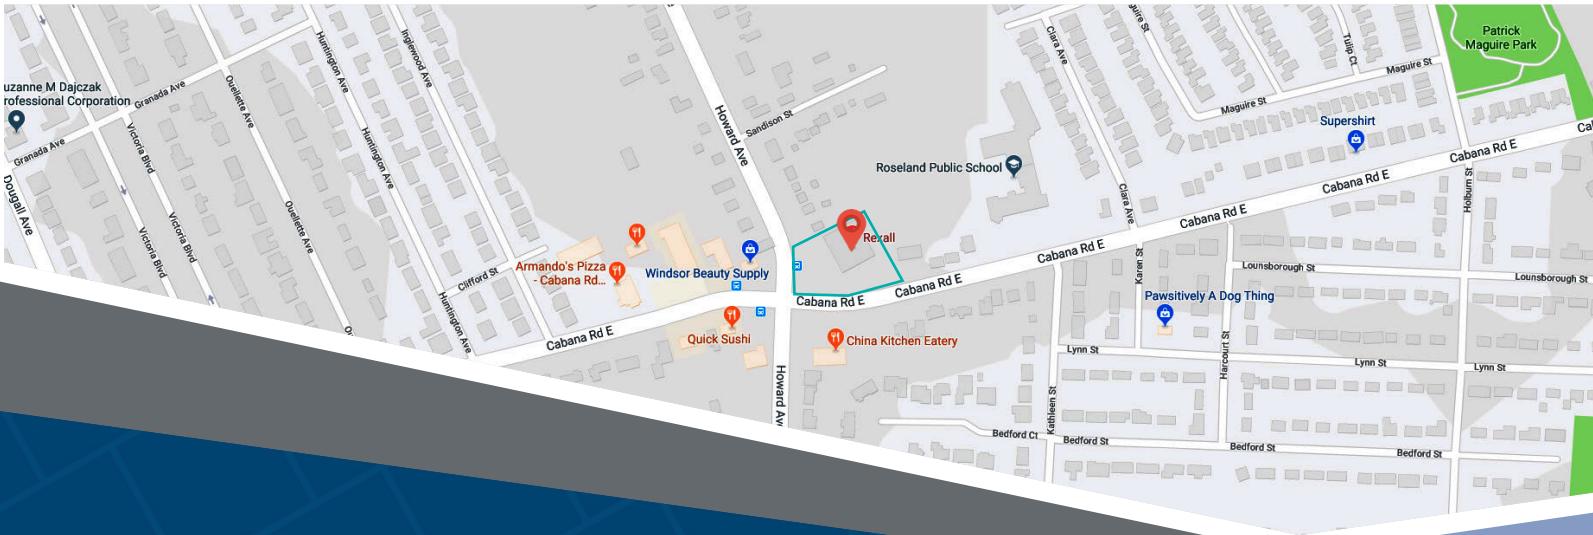 Patrick
Maguire Park
uzanne M Dajczak
rofessional Corporation
Granada Ave
Granada Ave
Dougall Ave
Victoria Blvd
Victoria Blvd
Victoria Blvd
Ouellette Ave
Ouellette Ave
Huntington Ave
Huntington Ave
Huntington Ave
Inglewood Ave
Clifford St
Armando's Pizza
- Cabana Rd...
Windsor Beauty Supply
Quick Sushi
Cabana Rd E
Howard Ave
Howard Av
Sandison St
Rexall
Roseland Public School
Cabana Rd E
Cabana Rd E
Cabana Rd E
Cabana Rd E
Cabana Rd E
Cabana Rd E
China Kitchen Eatery
Clara Ave
Clara Ave
guire St
Tulip Ct
Maguire St
Maguire St
Supershirt
Cal
Holburn St
Karen St
Lounsborough St
Lounsborough St
Pawsitively A Dog Thing
Harcourt St
Lynn St
Lynn St
Lynn St
Kathleen St
Bedford Ct
Bedford St
Bedford St
Bedford St